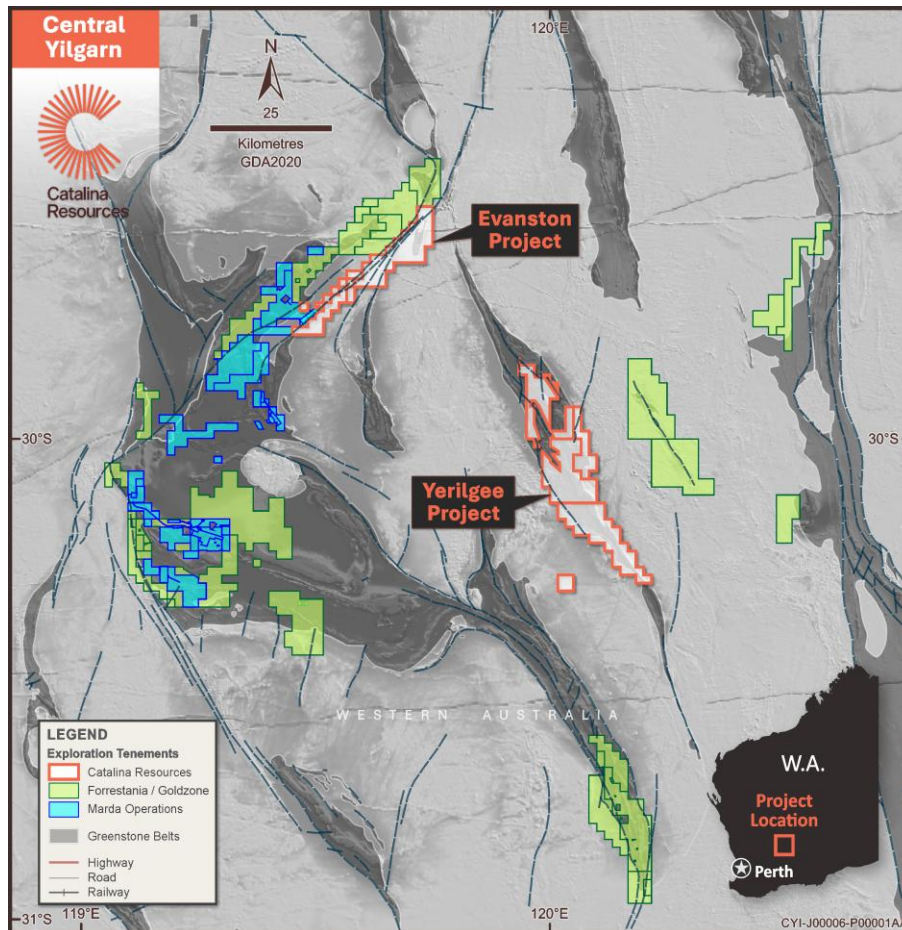 Central
Yilgarn
Catalina
Resources
N
25
Kilometres
GDA2020
120°E
Evanston
Project
30°S
30°S
Yerilgee
Project
WESTERN AUSTRALIA
LEGEND
Exploration Tenements
Catalina Resources
Forrestania / Goldzone
Marda Operations
Greenstone Belts
Highway
Road
Railway
W.A.
Project
Location
Perth
31°S
119°E
120°E
CYI-J00006-P00001A